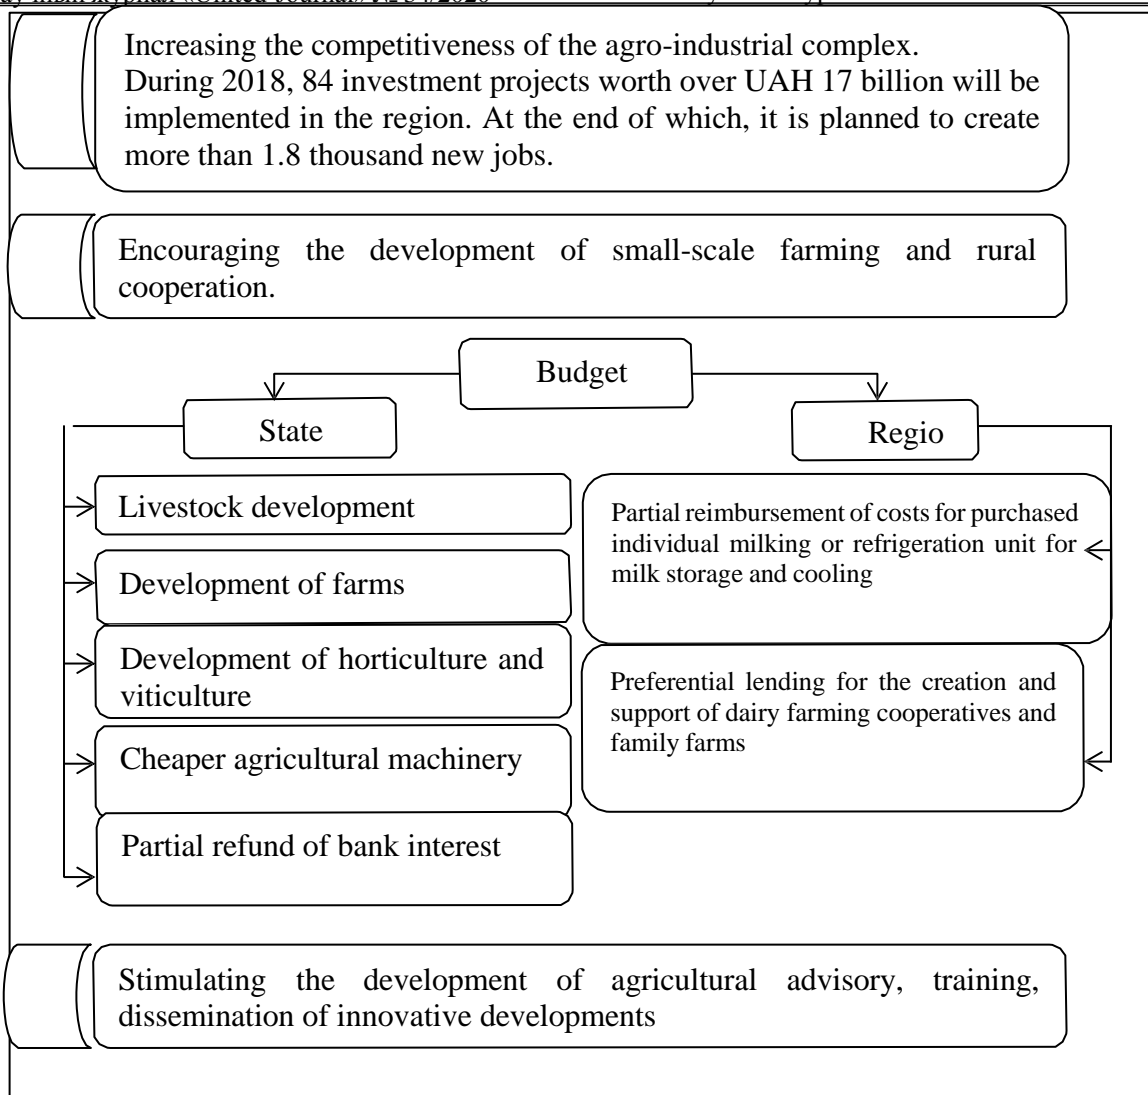 «United Journal» № 34/2020
Increasing the competitiveness of the agro-industrial complex.
During 2018, 84 investment projects worth over UAH 17 billion will be
implemented in the region. At the end of which, it is planned to create
more than 1.8 thousand new jobs.
Encouraging the development of small-scale farming and rural
cooperation.
Budget
State
Regio
Livestock development
Development of farms
Development of horticulture and
viticulture
Cheaper agricultural machinery
Partial refund of bank interest
Partial reimbursement of costs for purchased
individual milking or refrigeration unit for
milk storage and cooling
Preferential lending for the creation and
support of dairy farming cooperatives and
family farms
Stimulating the development of agricultural advisory, training,
dissemination of innovative developments